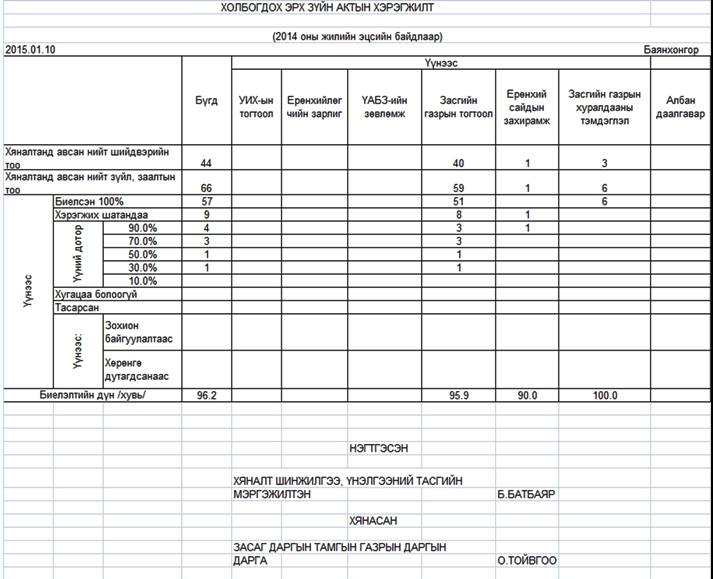 ХОЛБОГДОХ ЭРХ ЗҮЙН АКТЫН ХЭРЭГЖИЛТ
(2014 оны жилийн эцсийн байдлаар)
2015.01.10 Баянхонгор
Үүнээс
Бүгд
УИХ-ын тогтоол
Ерөнхийлөгчийн зарлиг
ҮАБЗ-ийн зөвлөмж
Засгийн газрын тогтоол
Ерөнхий сайдын захирамж
Засгийн газрын хуралдааны тэмдэглэл
Албан даалгавар
Хяналтанд авсан нийт шийдвэрийн
тоо 44 40 1 3
Хяналтанд авсан нийт зүйл, заалтын
тоо 66 59 1 6
Үүнээс
Биелсэн 100% 57 51 6
Хэрэгжих шатандаа 9 8 1
Үүний дотор
90.0% 4 3 1
70.0% 3 3
50.0% 1 1
30.0% 1 1
10.0%
Хугацаа болоогүй
Тасарсан
Үүнээс:
Зохион
байгуулалтаас
Хөрөнгө
дутагдсанаас
Биелэлтийн дүн /хувь/ 96.2 95.9 90.0 100.0
НЭГТГЭСЭН
ХЯНАЛТ ШИНЖИЛГЭЭ, ҮНЭЛГЭЭНИЙ ТАСГИЙН
МЭРГЭЖИЛТЭН Б.БАТБАЯР
ХЯНАСАН
ЗАСАГ ДАРГЫН ТАМГЫН ГАЗРЫН ДАРГЫН
ДАРГА О.ТОЙВГОО